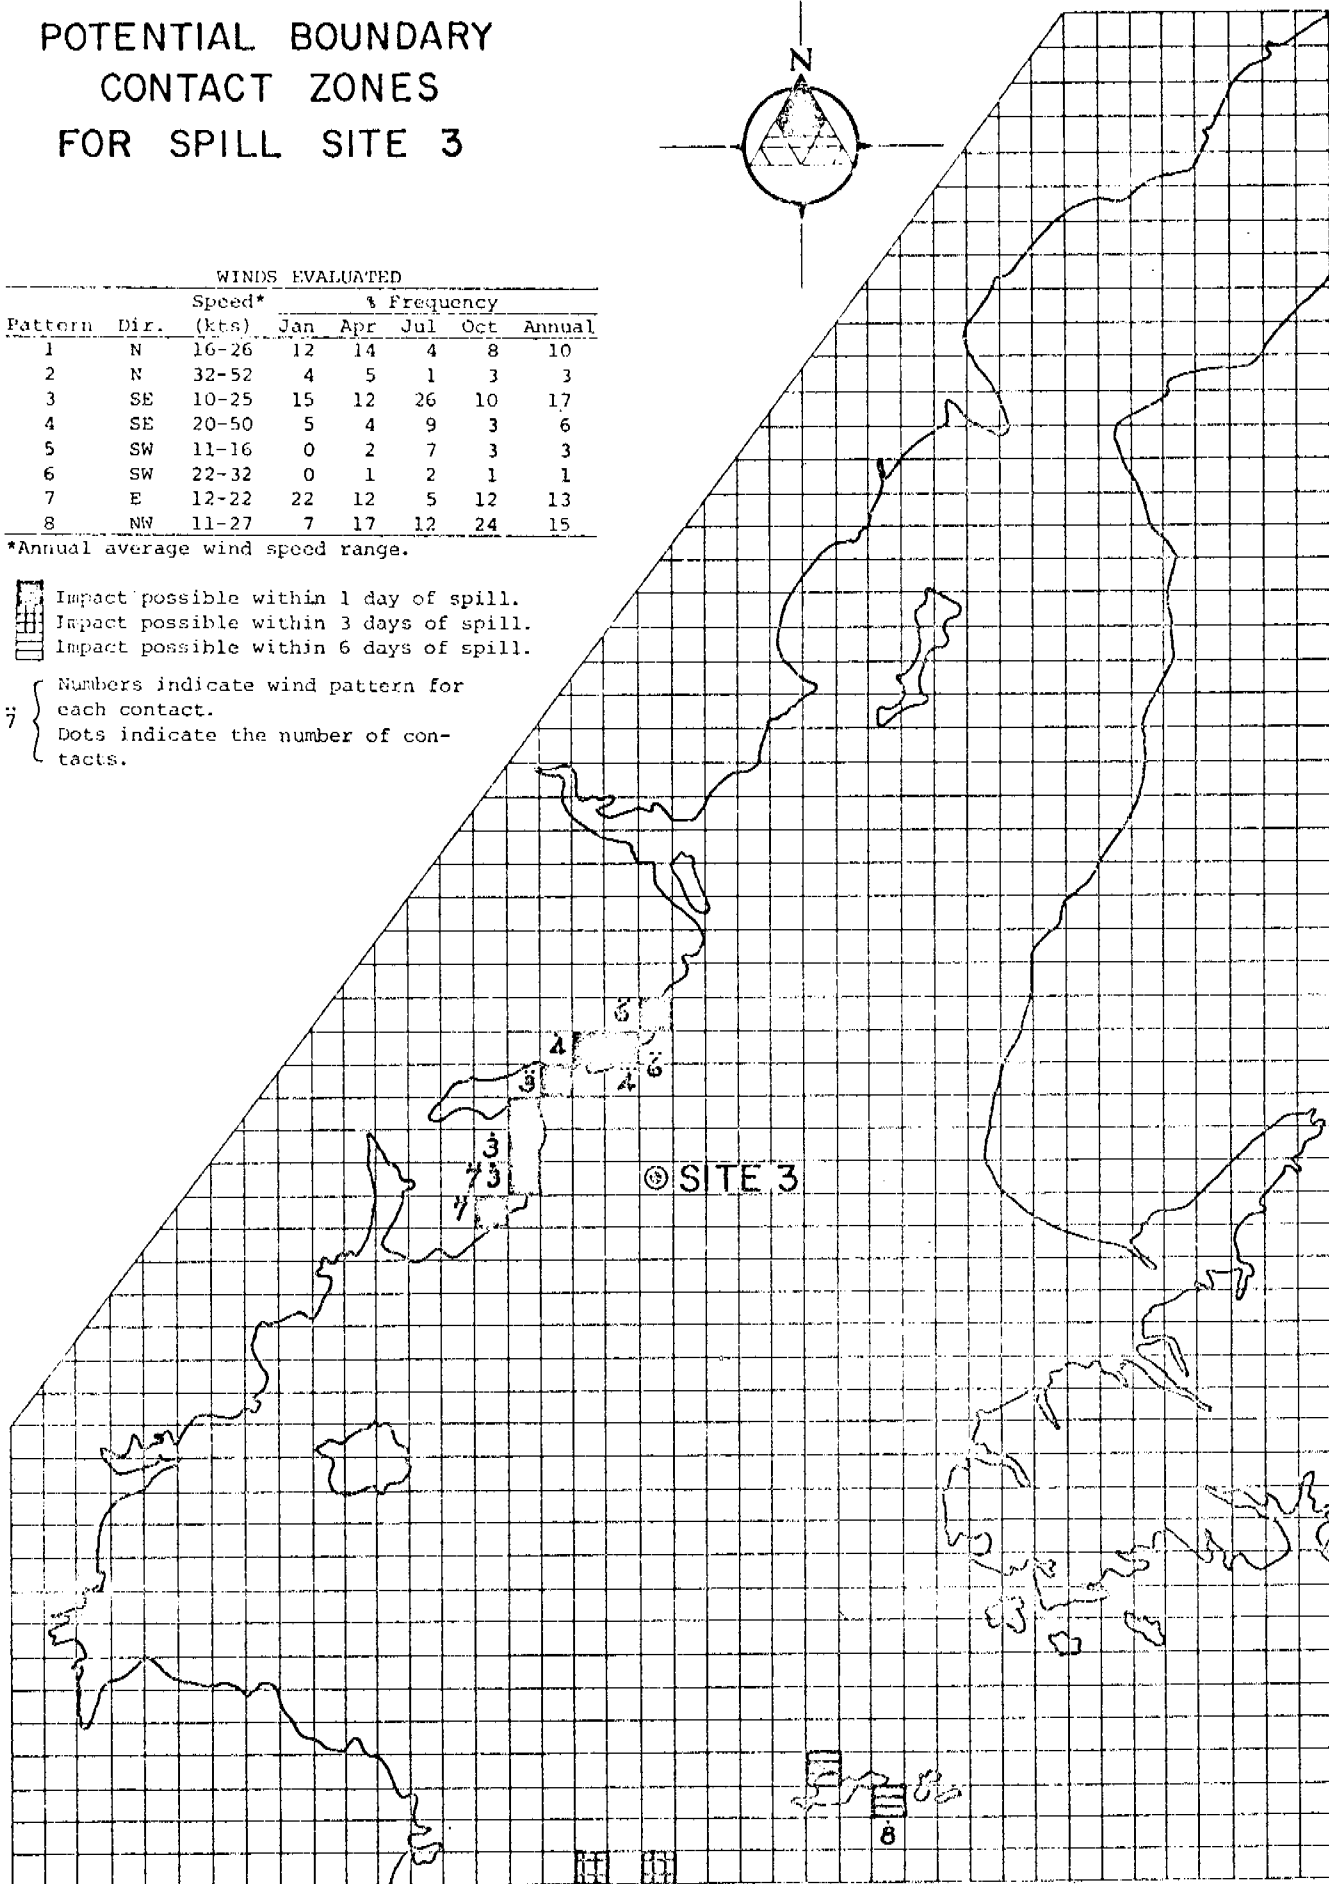 POTENTIAL BOUNDARY
CONTACT ZONES
FOR SPILL SITE 3
N
WINDS EVALUATED
Speed* % Frequency
Pattern Dir. (kts) Jan Apr Jul Oct Annual
1 N 16-26 12 14 4 8 10
2 N 32-52 4 5 1 3 3
3 SE 10-25 15 12 26 10 17
4 SE 20-50 5 4 9 3 6
5 SW 11-16 0 2 7 3 3
6 SW 22-32 0 1 2 1 1
7 E 12-22 22 12 5 12 13
8 NW 11-27 7 17 12 24 15
*Annual average wind speed range.
Impact possible within 1 day of spill.
Impact possible within 3 days of spill.
Impact possible within 6 days of spill.
7 { Numbers indicate wind pattern for
each contact.
Dots indicate the number of con-
tacts.
6
4
6
3 4
3
7 3
SITE 3
7
8